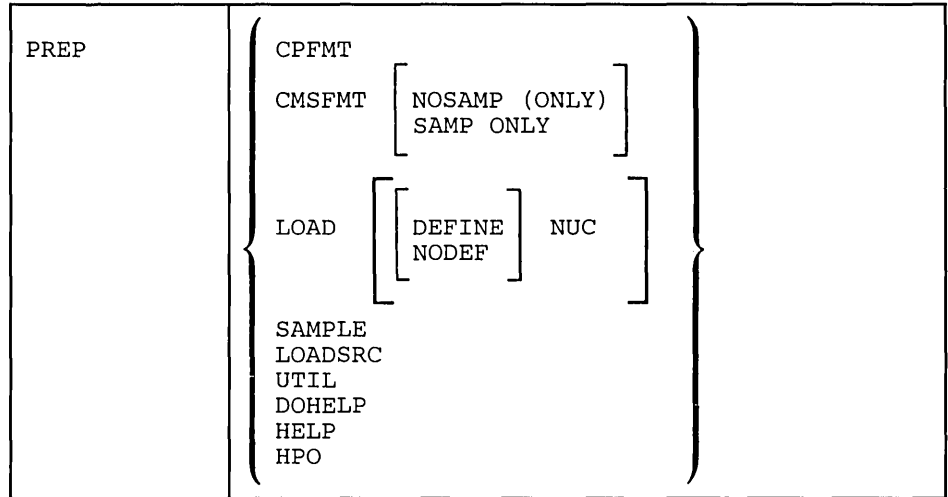 PREP
CPFMT
CMSFMT NOSAMP (ONLY)
SAMP ONLY
LOAD DEFINE NUC
NODEF
SAMPLE
LOADSRC
UTIL
DOHELP
HELP
HPO